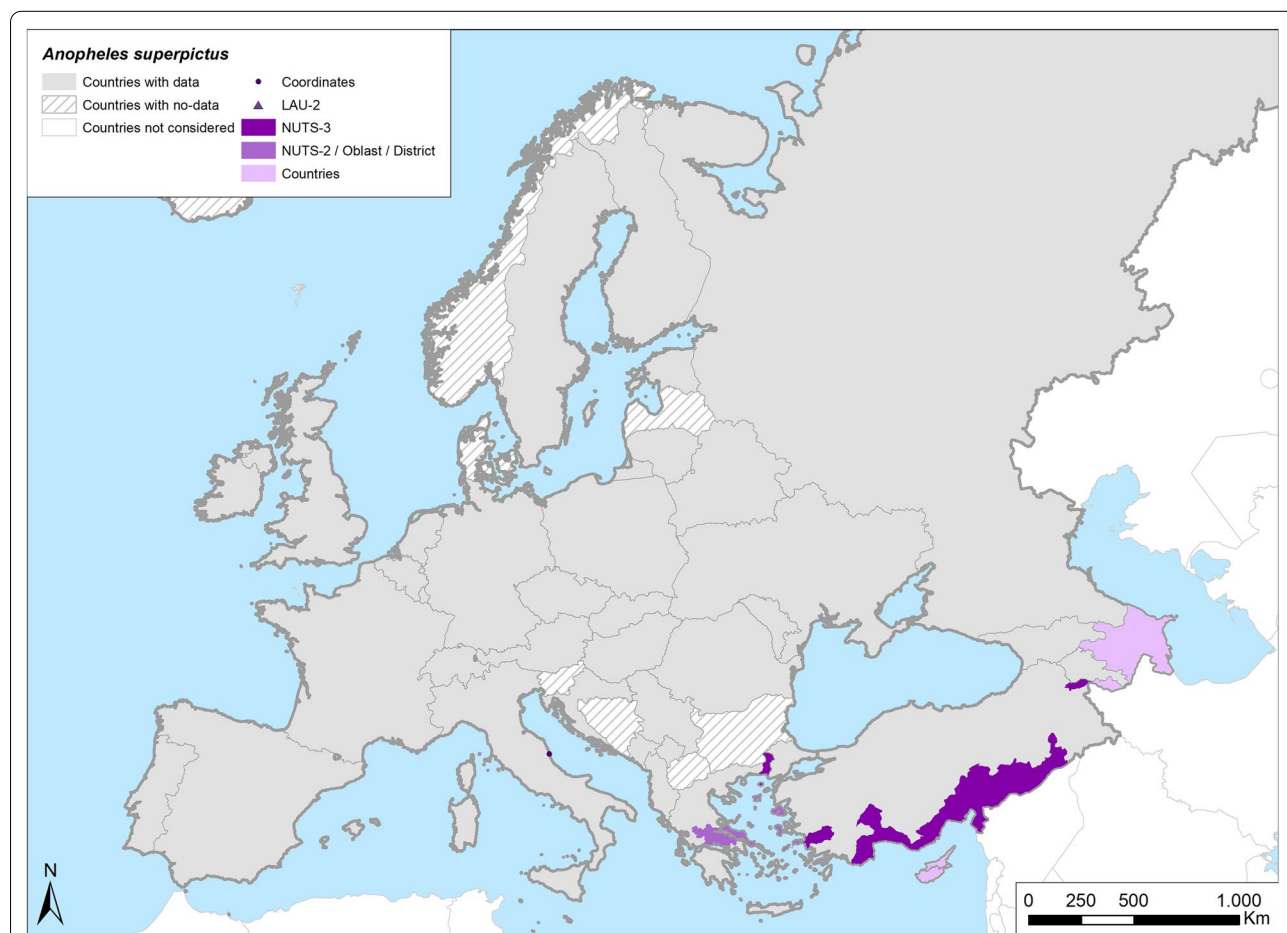 Anopheles superpictus
Countries with data
Countries with no-data
Countries not considered
Coordinates
LAU-2
NUTS-3
NUTS-2 / Oblast / District
Countries
N
0 250 500 1.000
Km